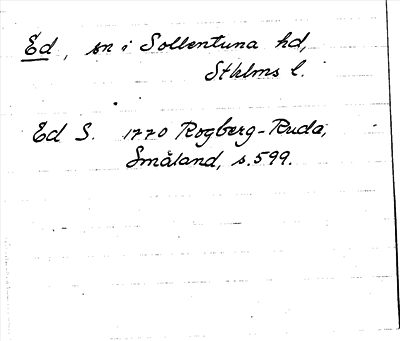 Ed, sn i Sollentuna hd,
Sthlms l.
Ed S. 1770 Rogberg-Ruda,
Småland, s. 599.